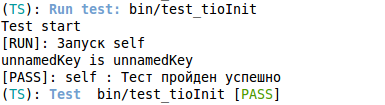 (TS): Run test: bin/test_tioInit
Test start
[RUN]: Запуск self
unnamedKey is unnamedKey
[PASS]: self : Тест пройден успешно
(TS): Test  bin/test_tioInit [PASS]